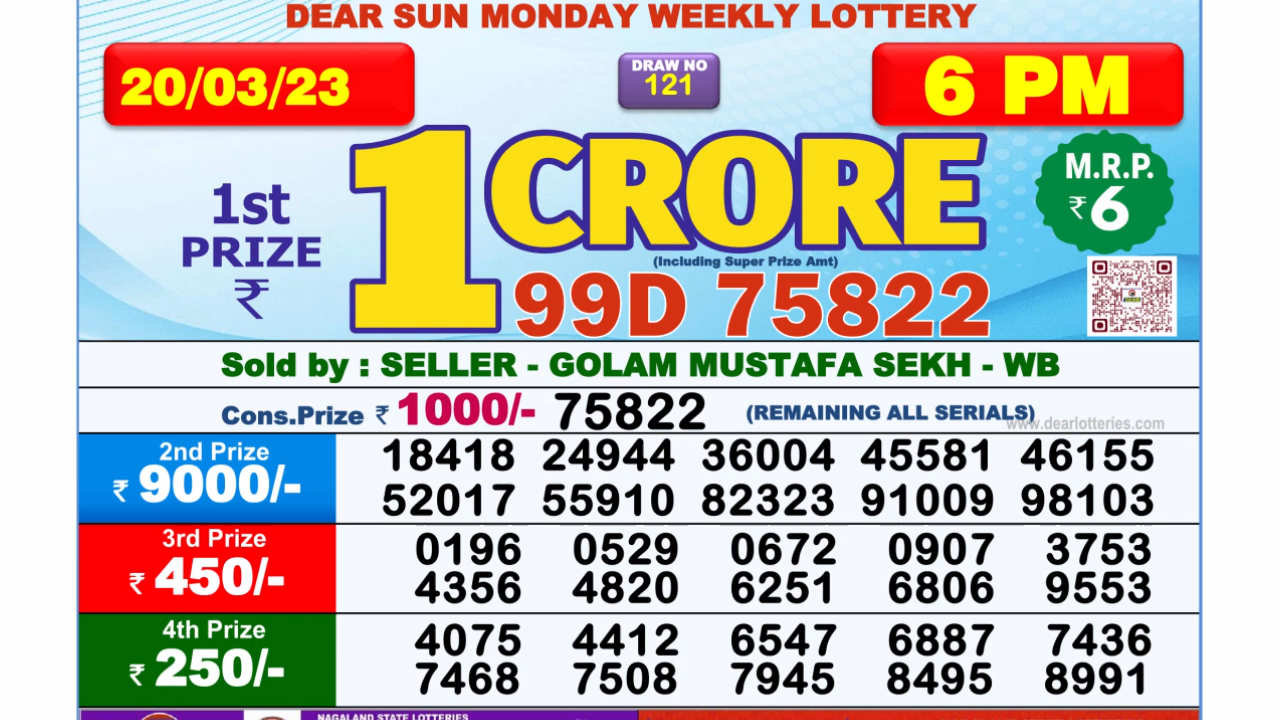 DEAR SUN MONDAY WEEKLY LOTTERY
20/03/23
DRAW NO
121
6 PM
1st
PRIZE
₹
1 CRORE
(Including Super Prize Amt)
99D 75822
M.R.P.
₹6
Sold by : SELLER - GOLAM MUSTAFA SEKH - WB
Cons.Prize ₹ 1000/- 75822 (REMAINING ALL SERIALS)
www.dearlotteries.com
2nd Prize
₹ 9000/-
18418 24944 36004 45581 46155
52017 55910 82323 91009 98103
3rd Prize
₹ 450/-
0196 0529 0672 0907 3753
4356 4820 6251 6806 9553
4th Prize
₹ 250/-
4075 4412 6547 6887 7436
7468 7508 7945 8495 8991
NAGALAND STATE LOTTERIES